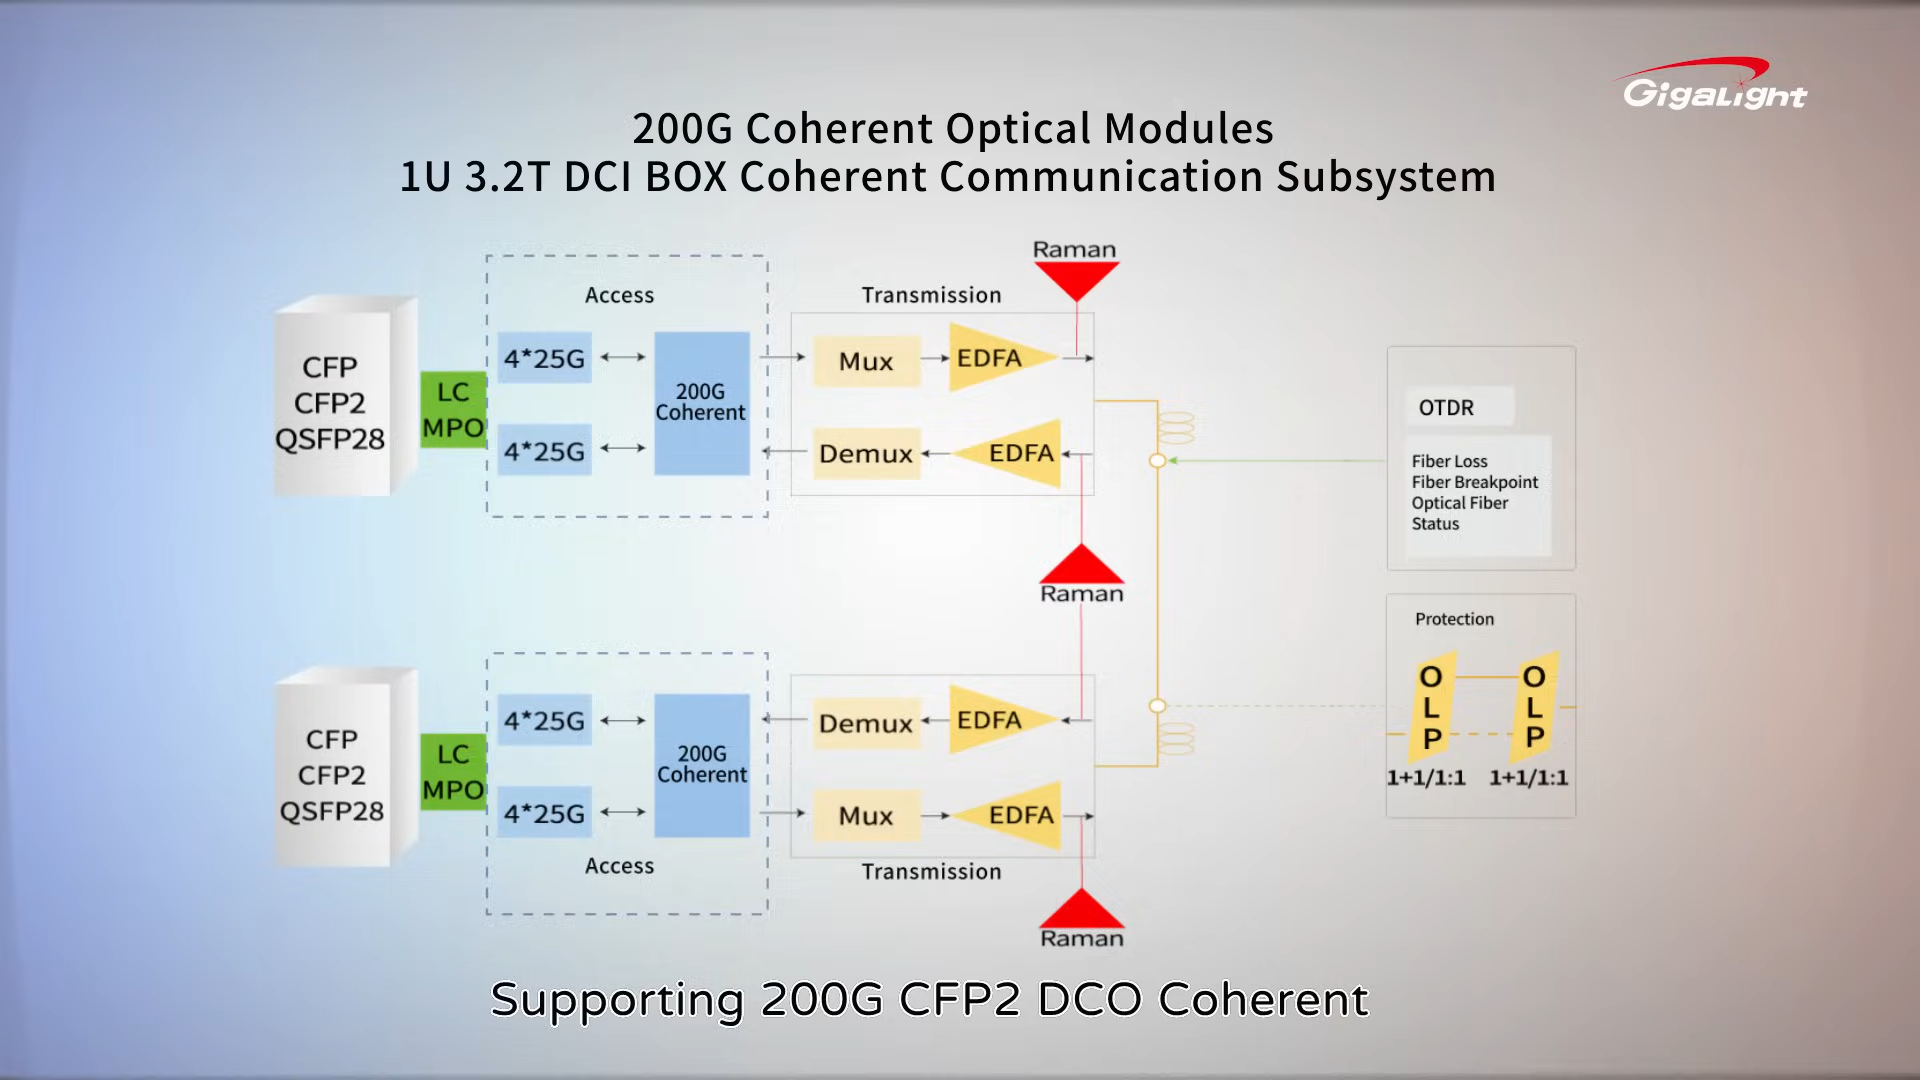 GigaLight
200G Coherent Optical Modules
1U 3.2T DCI BOX Coherent Communication Subsystem
Raman
Access
Transmission
CFP
CFP2
QSFP28
LC
MPO
4*25G
4*25G
200G
Coherent
Mux
EDFA
Demux
EDFA
Raman
OTDR
Fiber Loss
Fiber Breakpoint
Optical Fiber
Status
Protection
O
L
P
O
L
P
1+1/1:1
1+1/1:1
CFP
CFP2
QSFP28
LC
MPO
4*25G
4*25G
200G
Coherent
Demux
EDFA
Mux
EDFA
Access
Transmission
Raman
Supporting 200G CFP2 DCO Coherent